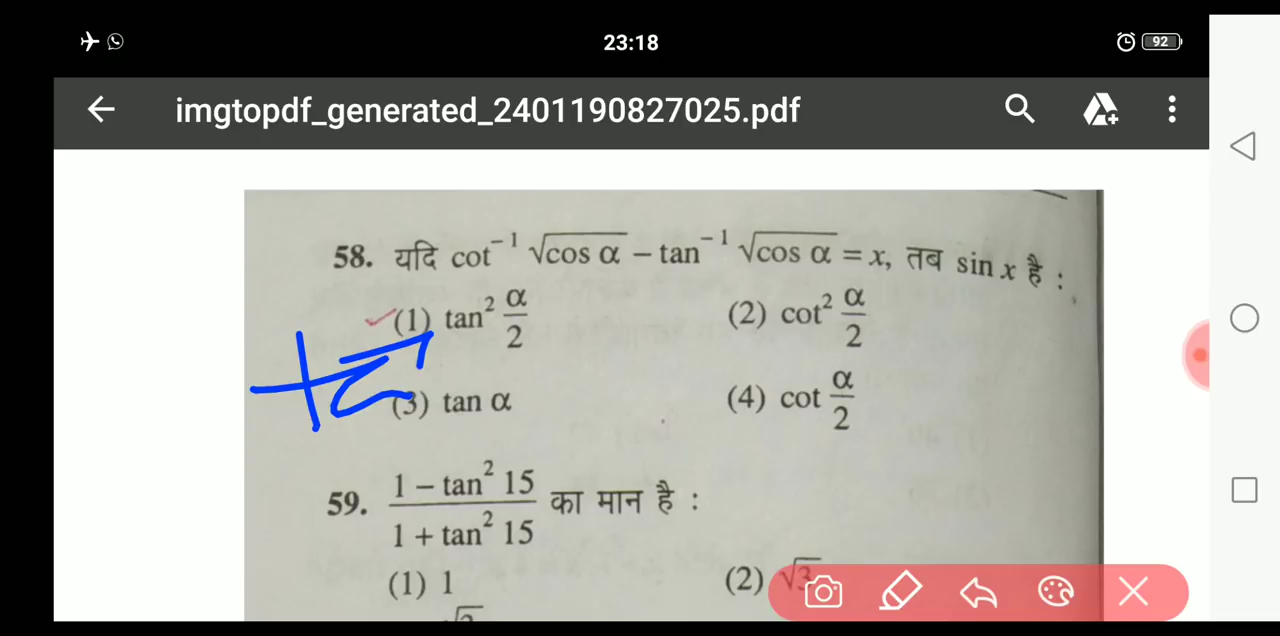 23:18
92
imgtopdf_generated_2401190827025.pdf
58. यदि cot⁻¹ √cos α − tan⁻¹ √cos α = x, तब sin x है :
(1) tan² α/2 (2) cot² α/2
(3) tan α (4) cot α/2
59. (1 − tan² 15)/(1 + tan² 15) का मान है :
(1) 1 (2) √3